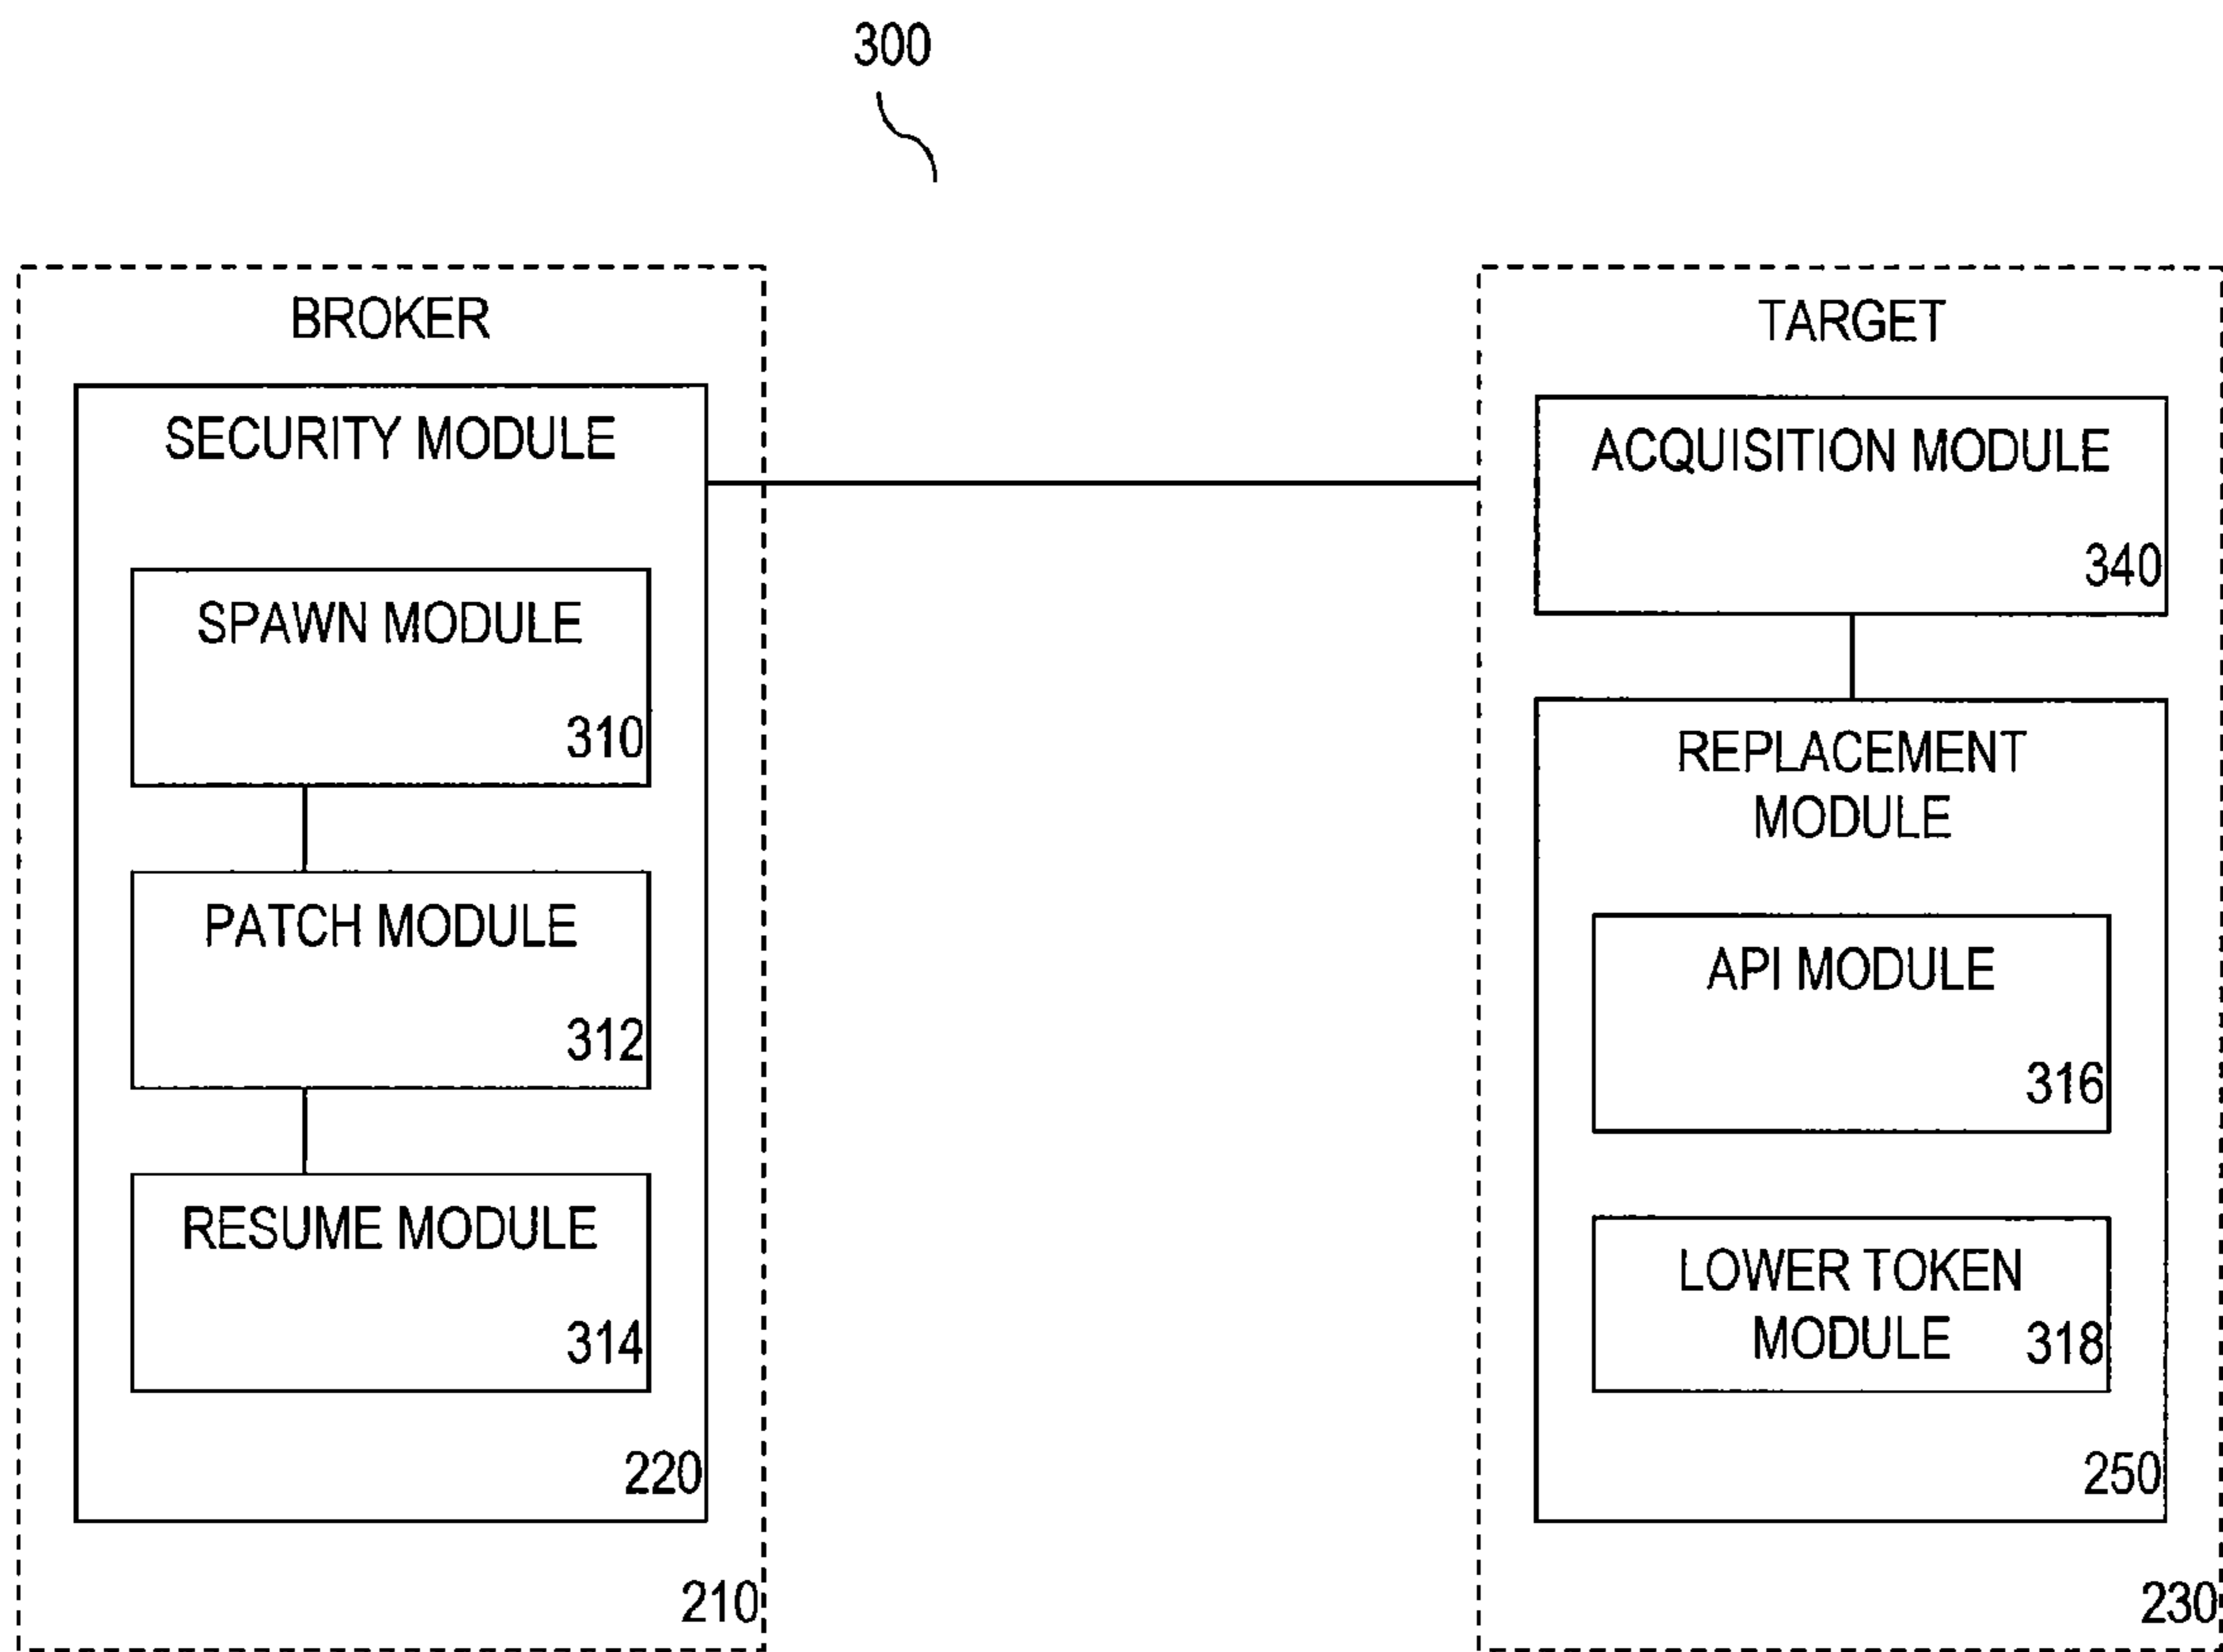 300
BROKER
SECURITY MODULE
SPAWN MODULE
310
PATCH MODULE
312
RESUME MODULE
314
220
210
TARGET
ACQUISITION MODULE
340
REPLACEMENT
MODULE
API MODULE
316
LOWER TOKEN
MODULE 318
250
230